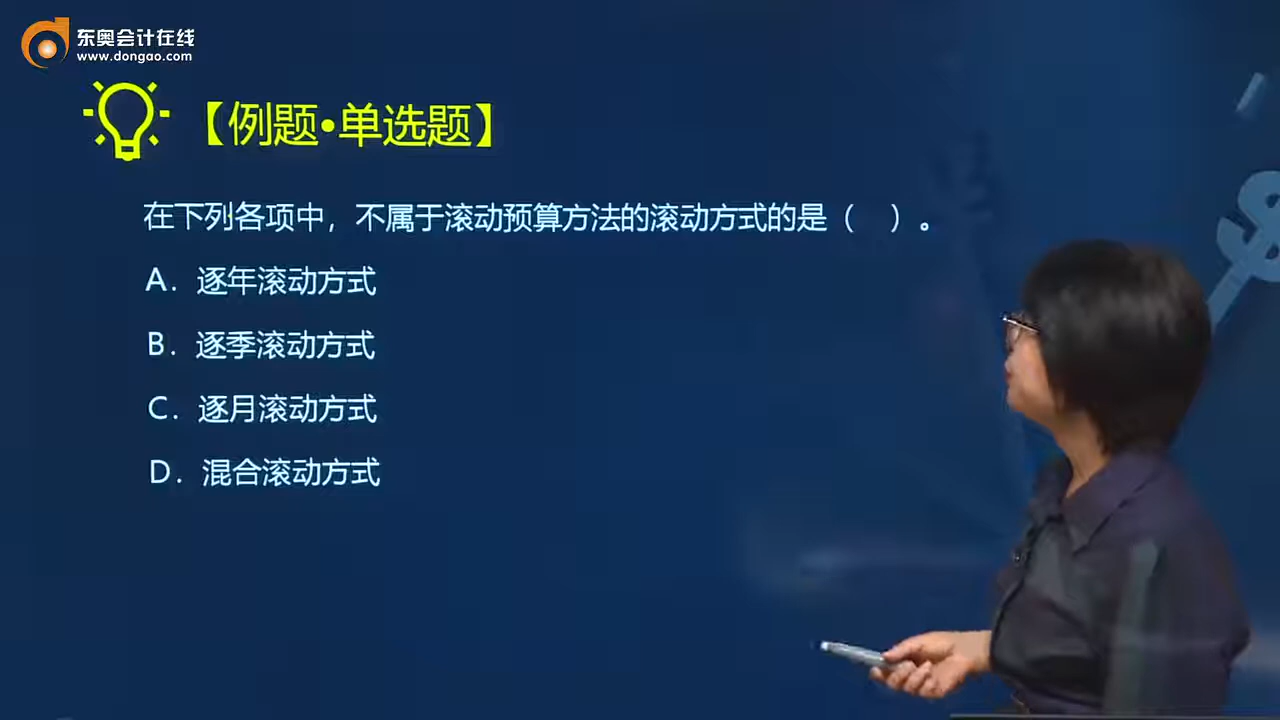 东奥会计在线
www.dongao.com
【例题•单选题】
在下列各项中，不属于滚动预算方法的滚动方式的是（ ）。
A．逐年滚动方式
B．逐季滚动方式
C．逐月滚动方式
D．混合滚动方式